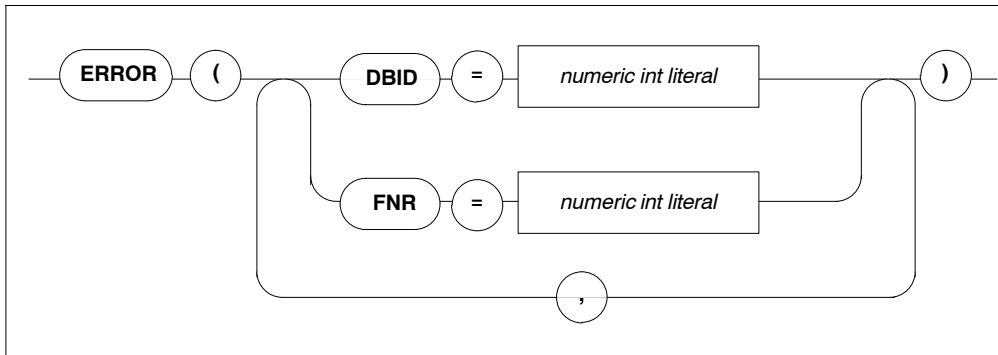 ERROR ( DBID = numeric int literal )
FNR = numeric int literal
,